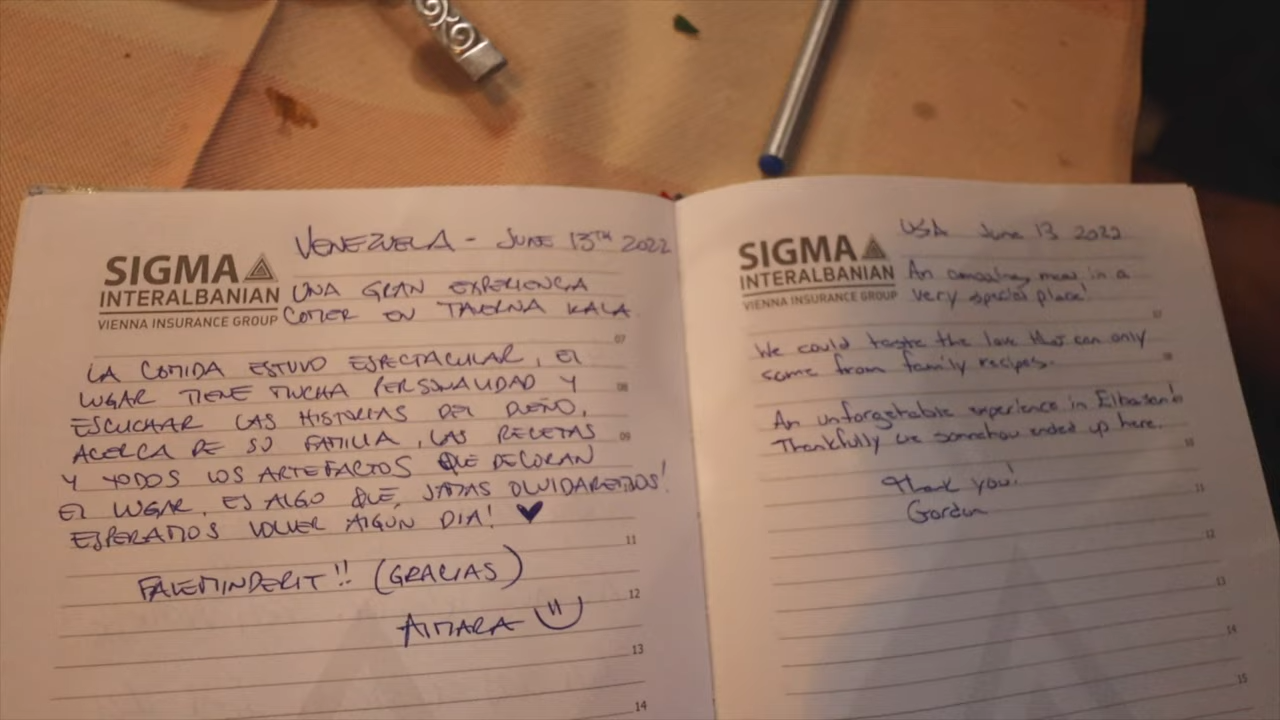 VENEZUELA - JUNE 13TH 2022
SIGMA
INTERALBANIAN
VIENNA INSURANCE GROUP
UNA GRAN EXPERIENCIA
COMER EN TAVERNA KALA.
07
LA COMIDA ESTUVO ESPECTACULAR, EL
LUGAR TIENE MUCHA PERSONALIDAD Y
08
ESCUCHAR LAS HISTORIAS DEL DUEÑO,
ACERCA DE SU FAMILIA, LAS RECETAS
09
Y TODOS LOS ARTEFACTOS QUE DECORAN
EL LUGAR, ES ALGO QUE JAMAS OLVIDAREMOS!
ESPERAMOS VOLVER ALGÚN DIA! ♥
11
FALEMINDERIT!! (GRACIAS)
12
AIMARA
13
14
USA June 13 2022
SIGMA
INTERALBANIAN
VIENNA INSURANCE GROUP
An amazing meal in a
very special place!
07
We could taste the love that can only
08
come from family recipes.
An unforgetable experience in Elbasan!
Thankfully we somehow ended up here.
10
Thank you!
11
Gordon
12
13
14
15